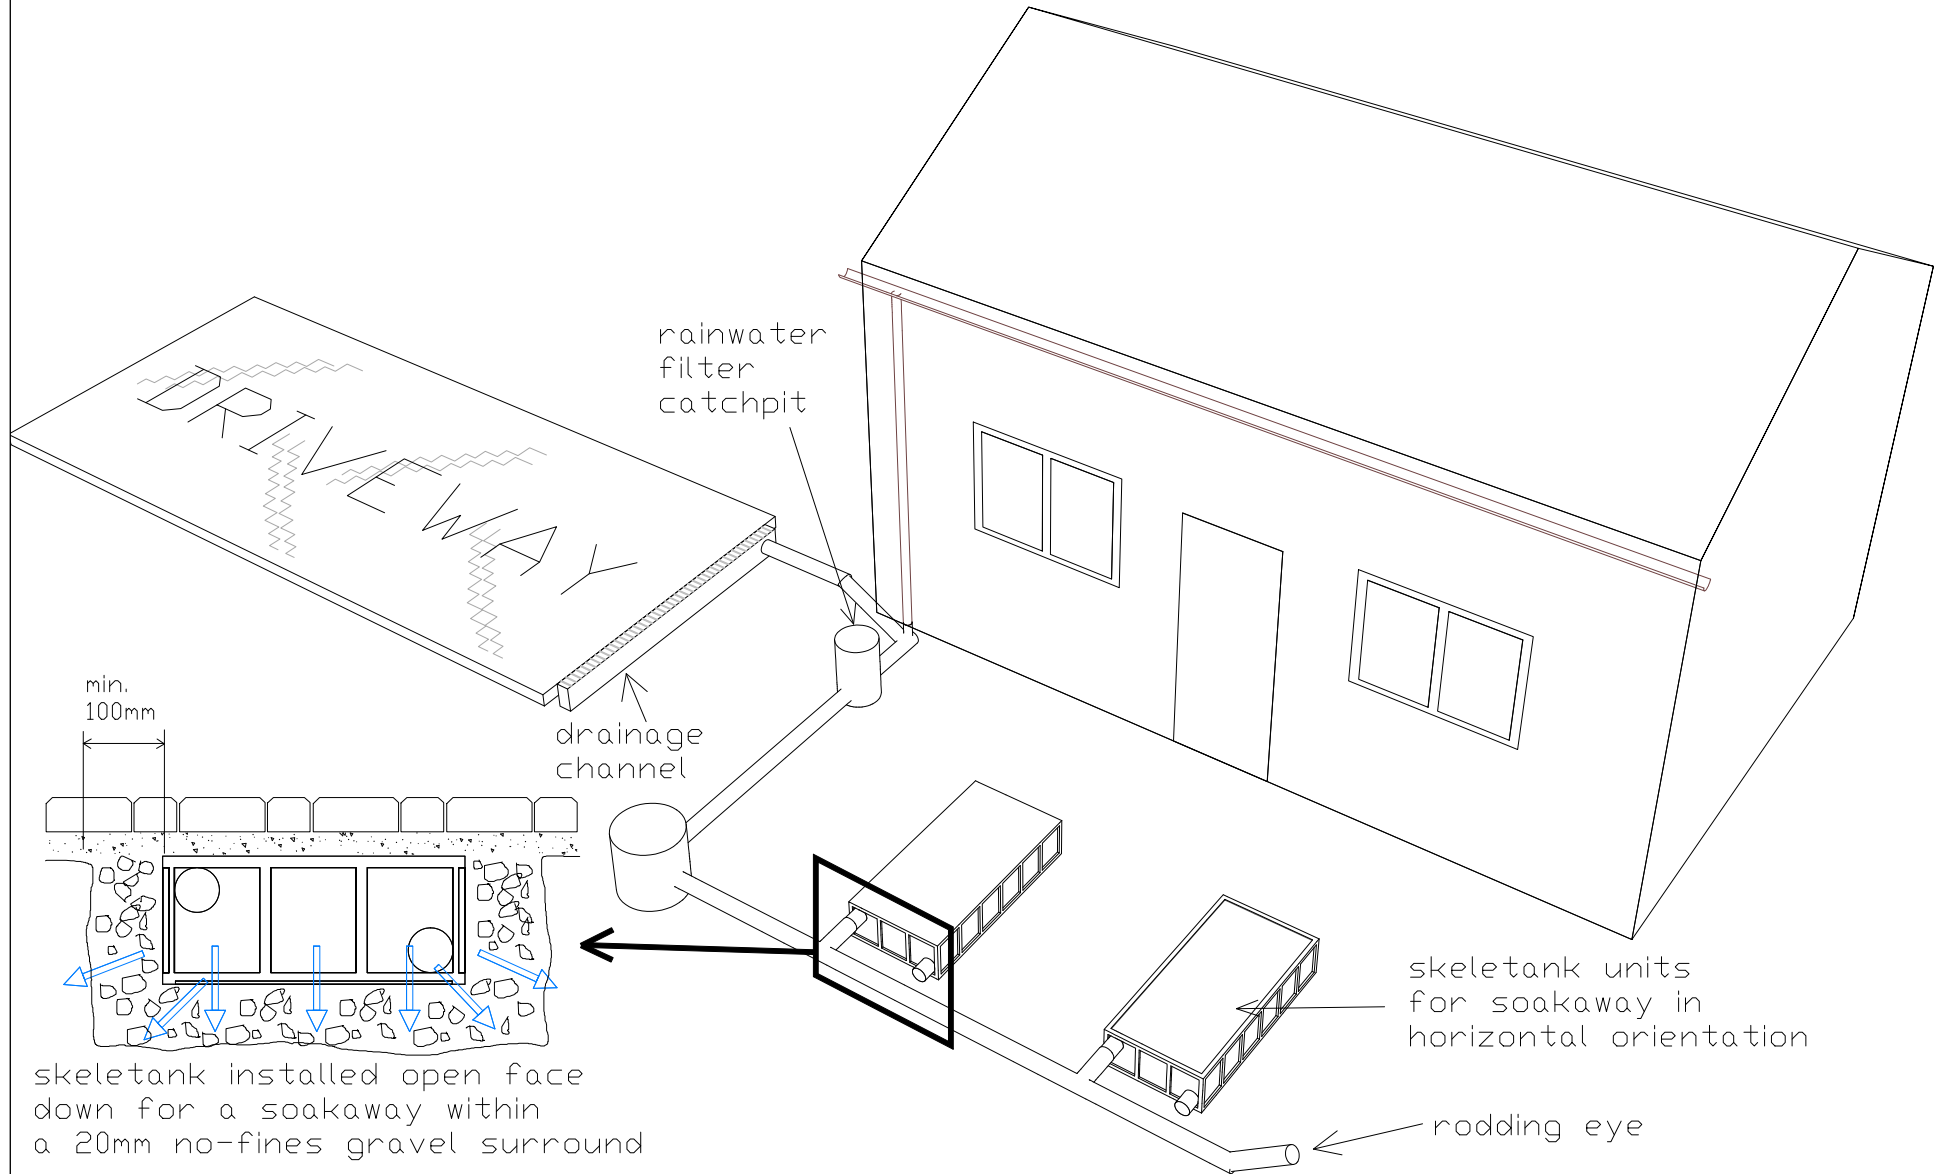 rainwater
filter
catchpit
DRIVEWAY
min.
100mm
drainage
channel
skeletank units
for soakaway in
horizontal orientation
skeletank installed open face
down for a soakaway within
a 20mm no-fines gravel surround
rodding eye